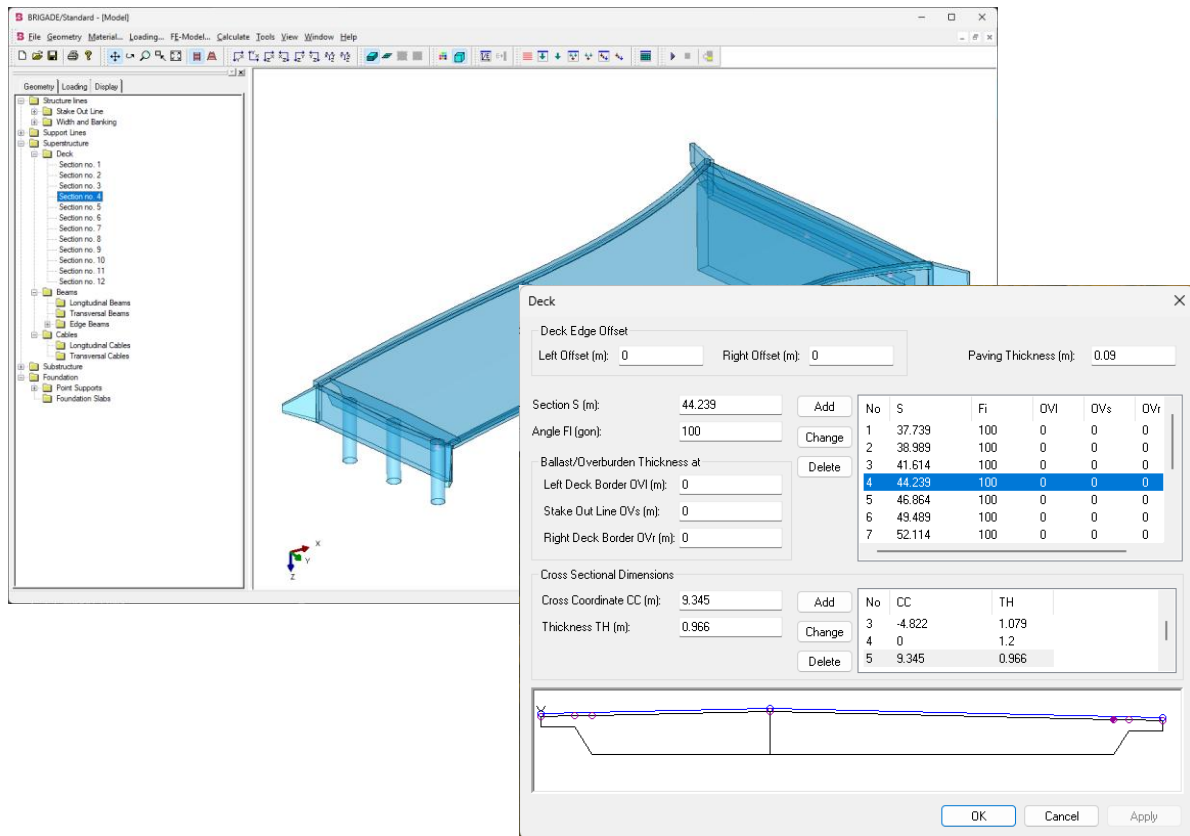 BRIGADE/Standard - [Model]
File Geometry Material... Loading... FE-Model... Calculate Tools View Window Help
Geometry Loading Display
Structure lines
Stake Out Line
Width and Banking
Support Lines
Superstructure
Deck
Section no. 1
Section no. 2
Section no. 3
Section no. 4
Section no. 5
Section no. 6
Section no. 7
Section no. 8
Section no. 9
Section no. 10
Section no. 11
Section no. 12
Beams
Longitudinal Beams
Transversal Beams
Edge Beams
Cables
Longitudinal Cables
Transversal Cables
Substructure
Foundation
Point Supports
Foundation Slabs
X
Y
Z
Deck
Deck Edge Offset
Left Offset (m): 0 Right Offset (m): 0 Paving Thickness (m): 0.09
Section S (m): 44.239 Add
Angle FI (gon): 100 Change
Delete
Ballast/Overburden Thickness at
Left Deck Border OVl (m): 0
Stake Out Line OVs (m): 0
Right Deck Border OVr (m): 0
No S Fi OVl OVs OVr
1 37.739 100 0 0 0
2 38.989 100 0 0 0
3 41.614 100 0 0 0
4 44.239 100 0 0 0
5 46.864 100 0 0 0
6 49.489 100 0 0 0
7 52.114 100 0 0 0
Cross Sectional Dimensions
Cross Coordinate CC (m): 9.345 Add
Thickness TH (m): 0.966 Change
Delete
No CC TH
3 -4.822 1.079
4 0 1.2
5 9.345 0.966
OK Cancel Apply